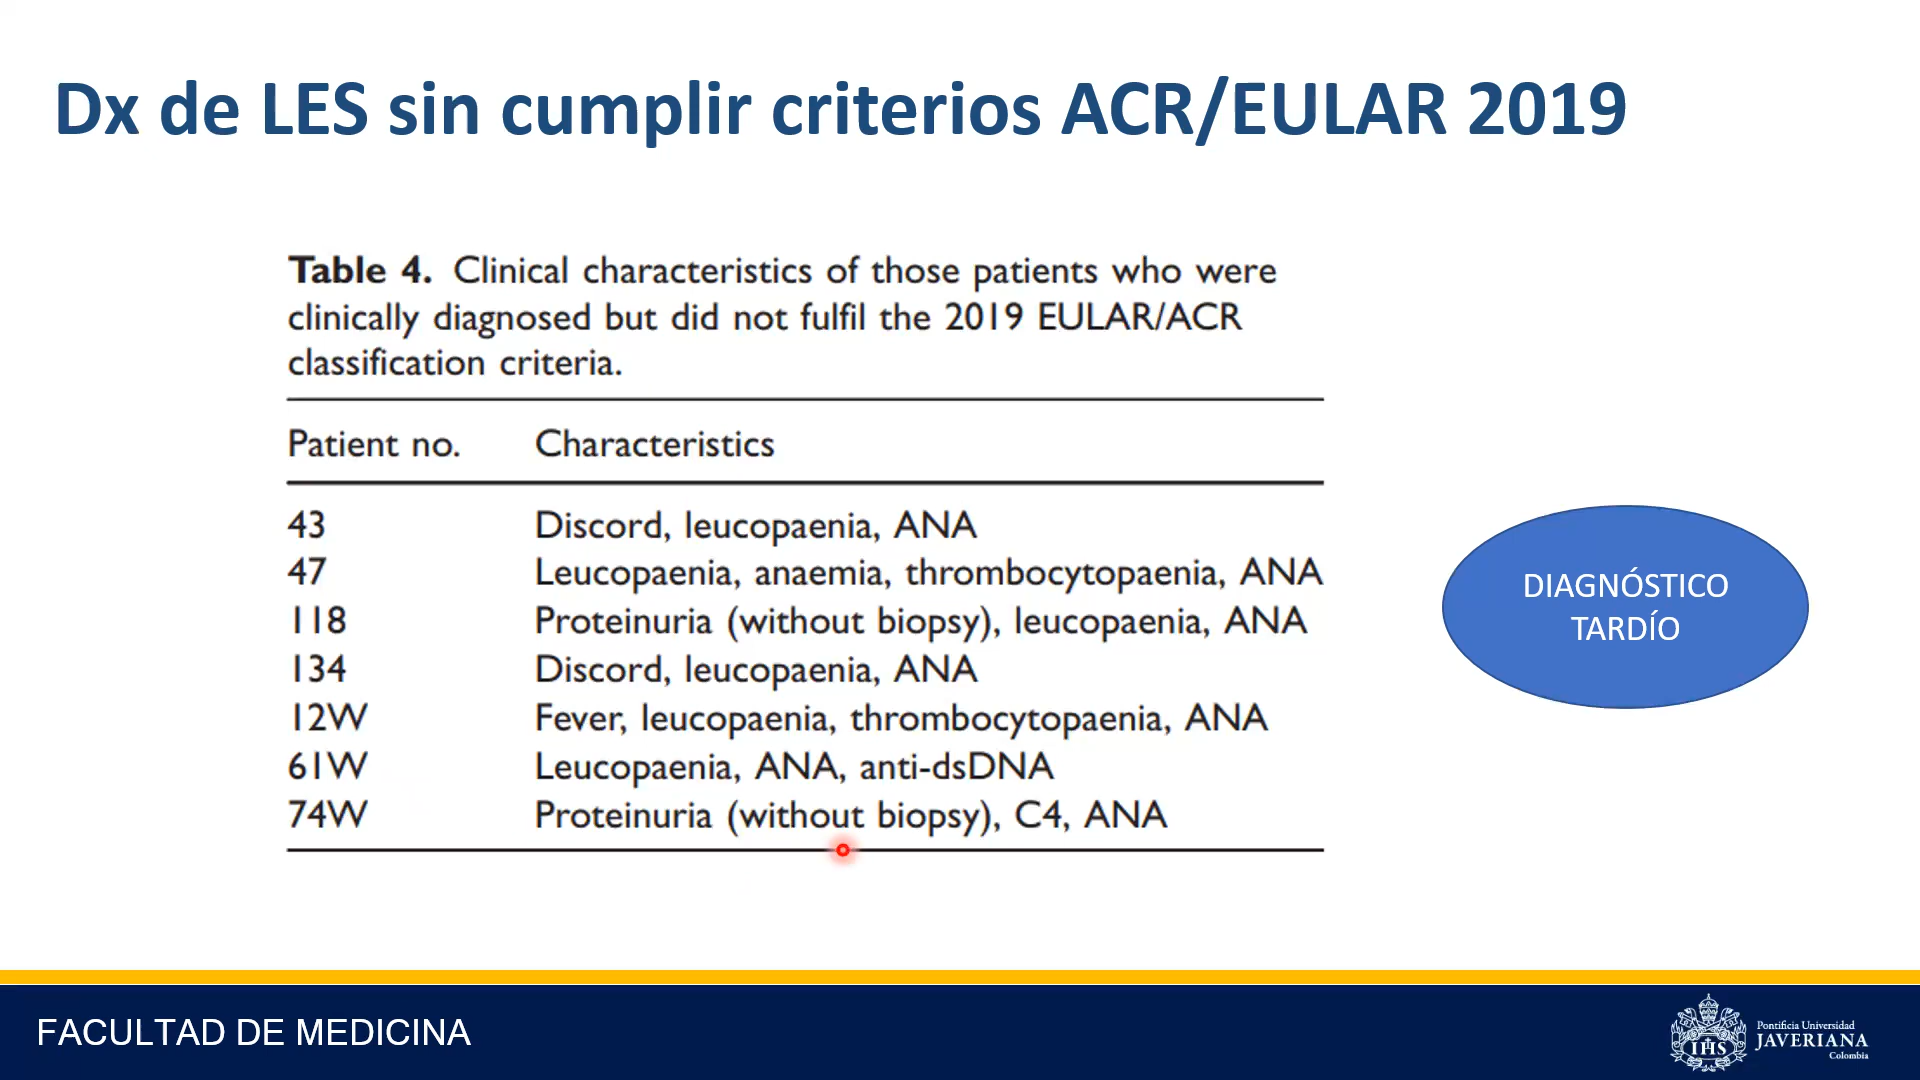 Dx de LES sin cumplir criterios ACR/EULAR 2019
Table 4. Clinical characteristics of those patients who were
clinically diagnosed but did not fulfil the 2019 EULAR/ACR
classification criteria.
Patient no. Characteristics
43 Discord, leucopaenia, ANA
47 Leucopaenia, anaemia, thrombocytopaenia, ANA
118 Proteinuria (without biopsy), leucopaenia, ANA
134 Discord, leucopaenia, ANA
12W Fever, leucopaenia, thrombocytopaenia, ANA
61W Leucopaenia, ANA, anti-dsDNA
74W Proteinuria (without biopsy), C4, ANA
DIAGNÓSTICO
TARDÍO
FACULTAD DE MEDICINA
IHS
Pontificia Universidad
JAVERIANA
Colombia